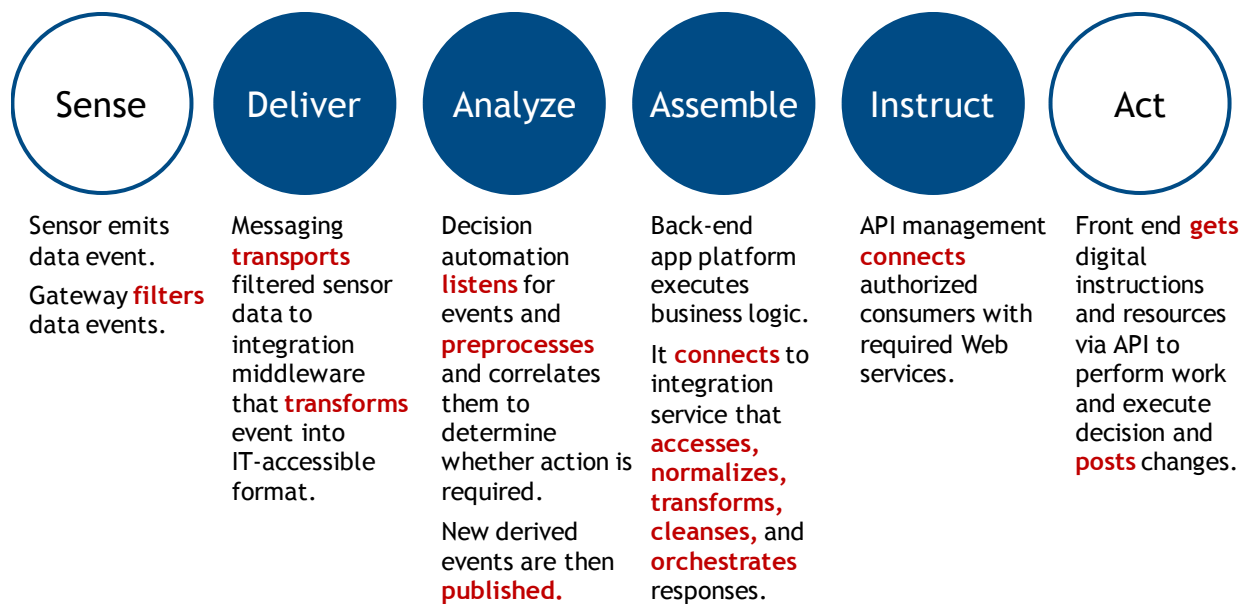 Sense
Deliver
Analyze
Assemble
Instruct
Act
Sensor emits
data event.
Gateway filters
data events.
Messaging
transports
filtered sensor
data to
integration
middleware
that transforms
event into
IT-accessible
format.
Decision
automation
listens for
events and
preprocesses
and correlates
them to
determine
whether action is
required.
New derived
events are then
published.
Back-end
app platform
executes
business logic.
It connects to
integration
service that
accesses,
normalizes,
transforms,
cleanses, and
orchestrates
responses.
API management
connects
authorized
consumers with
required Web
services.
Front end gets
digital
instructions
and resources
via API to
perform work
and execute
decision and
posts changes.